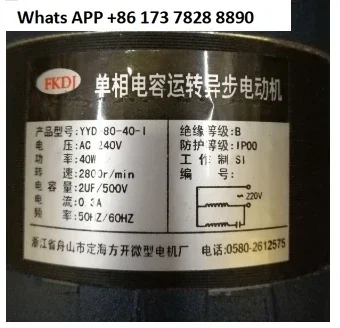 Whats APP +86 173 7828 8890
FKDJ
单相电容运转异步电动机
产品型号:YYD-80-40-1
绝缘等级:B
电 压:AC 240V
防护等级:IP00
功 率:40W
工 作 制 SI
转 速:2800r/min
编 号:
电 容 量:2UF/500V
~220V
电 流:0.3A
频 率:50HZ/60HZ
浙江省舟山市定海方开微型电机厂 电话:0580-2612575